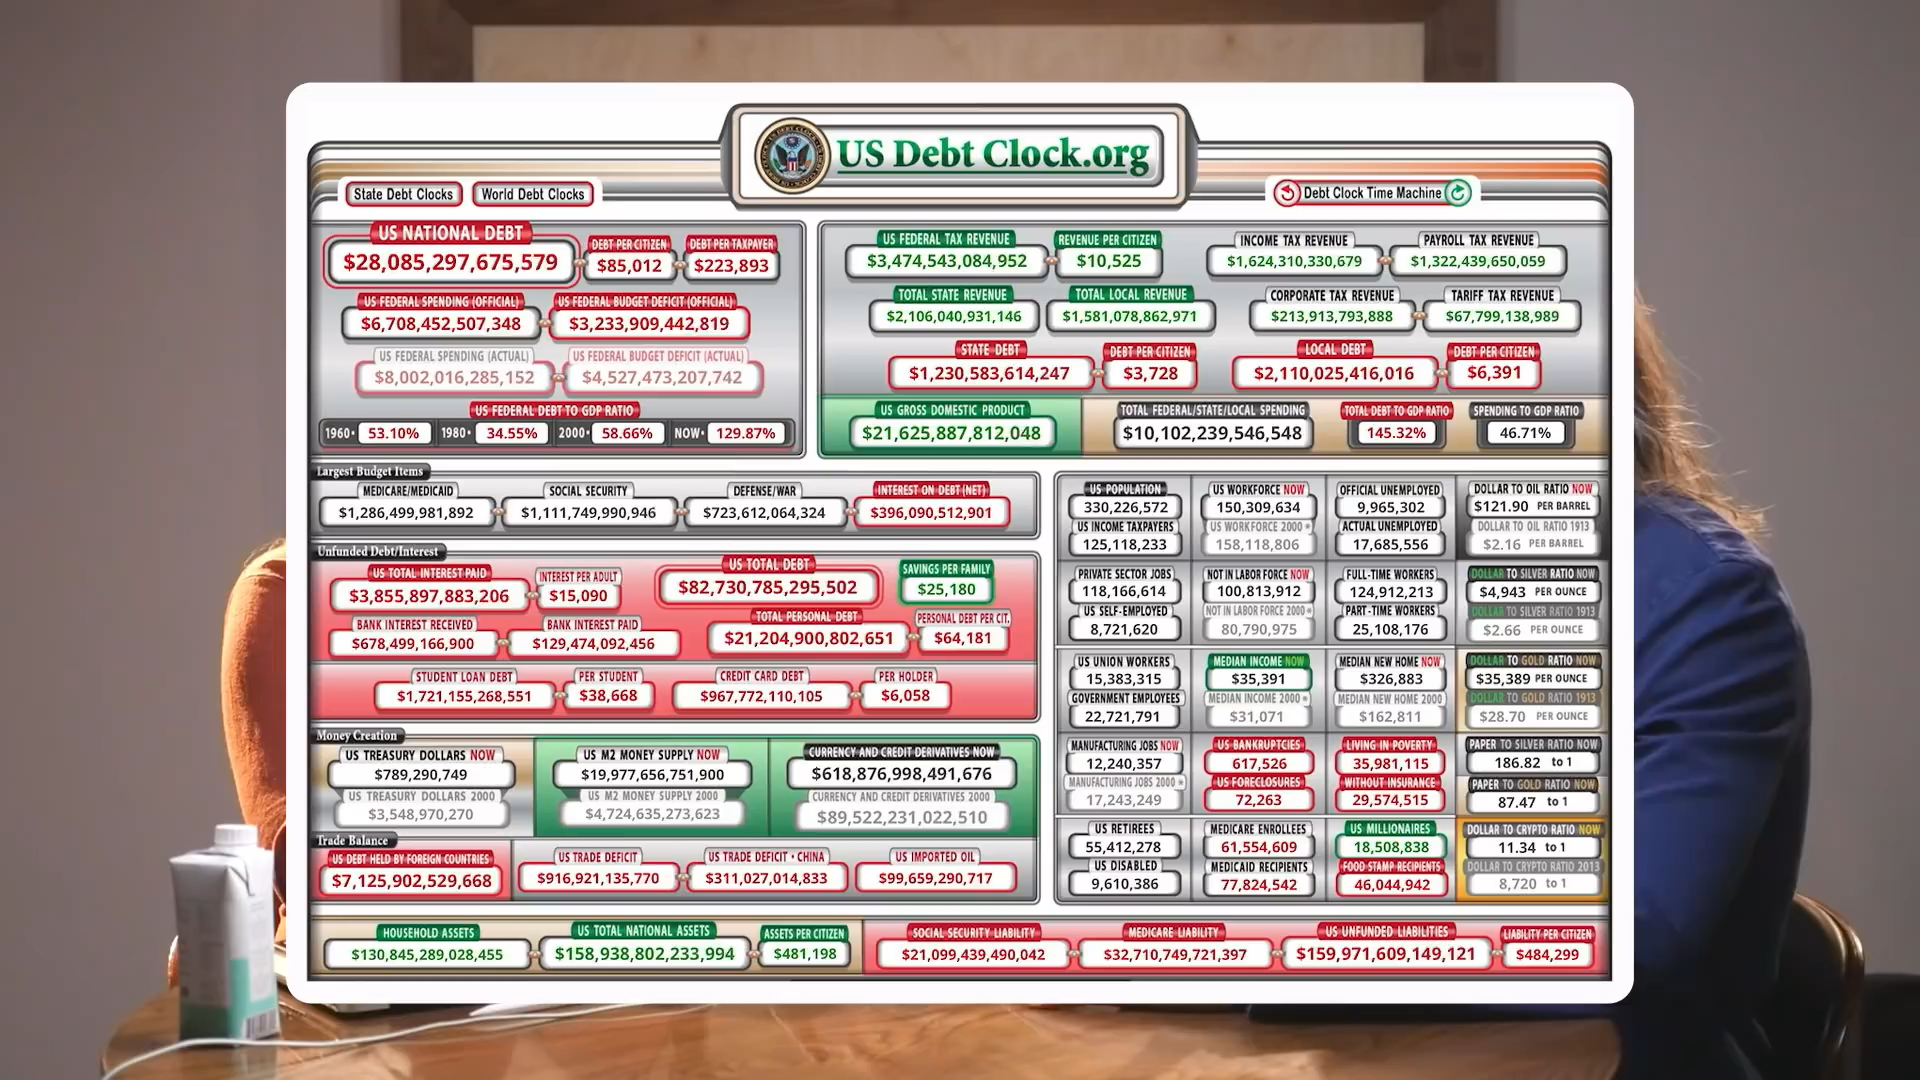 US Debt Clock.org
State Debt Clocks World Debt Clocks Debt Clock Time Machine
US NATIONAL DEBT DEBT PER CITIZEN DEBT PER TAXPAYER
$28,085,297,675,579 $85,012 $223,893
US FEDERAL SPENDING (OFFICIAL) US FEDERAL BUDGET DEFICIT (OFFICIAL)
$6,708,452,507,348 $3,233,909,442,819
US FEDERAL SPENDING (ACTUAL) US FEDERAL BUDGET DEFICIT (ACTUAL)
$8,002,016,285,152 $4,527,473,207,742
US FEDERAL DEBT TO GDP RATIO
1960• 53.10% 1980• 34.55% 2000• 58.66% NOW• 129.87%
US FEDERAL TAX REVENUE REVENUE PER CITIZEN INCOME TAX REVENUE PAYROLL TAX REVENUE
$3,474,543,084,952 $10,525 $1,624,310,330,679 $1,322,439,650,059
TOTAL STATE REVENUE TOTAL LOCAL REVENUE CORPORATE TAX REVENUE TARIFF TAX REVENUE
$2,106,040,931,146 $1,581,078,862,971 $213,913,793,888 $67,799,138,989
STATE DEBT DEBT PER CITIZEN LOCAL DEBT DEBT PER CITIZEN
$1,230,583,614,247 $3,728 $2,110,025,416,016 $6,391
US GROSS DOMESTIC PRODUCT TOTAL FEDERAL/STATE/LOCAL SPENDING TOTAL DEBT TO GDP RATIO SPENDING TO GDP RATIO
$21,625,887,812,048 $10,102,239,546,548 145.32% 46.71%
Largest Budget Items
MEDICARE/MEDICAID SOCIAL SECURITY DEFENSE/WAR INTEREST ON DEBT (NET)
$1,286,499,981,892 $1,111,749,990,946 $723,612,064,324 $396,090,512,901
Unfunded Debt/Interest
US TOTAL INTEREST PAID INTEREST PER ADULT US TOTAL DEBT SAVINGS PER FAMILY
$3,855,897,883,206 $15,090 $82,730,785,295,502 $25,180
BANK INTEREST RECEIVED BANK INTEREST PAID TOTAL PERSONAL DEBT PERSONAL DEBT PER CIT.
$678,499,166,900 $129,474,092,456 $21,204,900,802,651 $64,181
STUDENT LOAN DEBT PER STUDENT CREDIT CARD DEBT PER HOLDER
$1,721,155,268,551 $38,668 $967,772,110,105 $6,058
Money Creation
US TREASURY DOLLARS NOW US M2 MONEY SUPPLY NOW CURRENCY AND CREDIT DERIVATIVES NOW
$789,290,749 $19,977,656,751,900 $618,876,998,491,676
US TREASURY DOLLARS 2000 US M2 MONEY SUPPLY 2000 CURRENCY AND CREDIT DERIVATIVES 2000
$3,548,970,270 $4,724,635,273,623 $89,522,231,022,510
Trade Balance
US DEBT HELD BY FOREIGN COUNTRIES US TRADE DEFICIT US TRADE DEFICIT • CHINA US IMPORTED OIL
$7,125,902,529,668 $916,921,135,770 $311,027,014,833 $99,659,290,717
US POPULATION US WORKFORCE NOW OFFICIAL UNEMPLOYED DOLLAR TO OIL RATIO NOW
330,226,572 150,309,634 9,965,302 $121.90 PER BARREL
US INCOME TAXPAYERS US WORKFORCE 2000 ACTUAL UNEMPLOYED DOLLAR TO OIL RATIO 1913
125,118,233 158,118,806 17,685,556 $2.16 PER BARREL
PRIVATE SECTOR JOBS NOT IN LABOR FORCE NOW FULL-TIME WORKERS DOLLAR TO SILVER RATIO NOW
118,166,614 100,813,912 124,912,213 $4,943 PER OUNCE
US SELF-EMPLOYED NOT IN LABOR FORCE 2000 PART-TIME WORKERS DOLLAR TO SILVER RATIO 1913
8,721,620 80,790,975 25,108,176 $2.66 PER OUNCE
US UNION WORKERS MEDIAN INCOME NOW MEDIAN NEW HOME NOW DOLLAR TO GOLD RATIO NOW
15,383,315 $35,391 $326,883 $35,389 PER OUNCE
GOVERNMENT EMPLOYEES MEDIAN INCOME 2000 MEDIAN NEW HOME 2000 DOLLAR TO GOLD RATIO 1913
22,721,791 $31,071 $162,811 $28.70 PER OUNCE
MANUFACTURING JOBS NOW US BANKRUPTCIES LIVING IN POVERTY PAPER TO SILVER RATIO NOW
12,240,357 617,526 35,981,115 186.82 to 1
MANUFACTURING JOBS 2000 US FORECLOSURES WITHOUT INSURANCE PAPER TO GOLD RATIO NOW
17,243,249 72,263 29,574,515 87.47 to 1
US RETIREES MEDICARE ENROLLEES US MILLIONAIRES DOLLAR TO CRYPTO RATIO NOW
55,412,278 61,554,609 18,508,838 11.34 to 1
US DISABLED MEDICAID RECIPIENTS FOOD STAMP RECIPIENTS DOLLAR TO CRYPTO RATIO 2013
9,610,386 77,824,542 46,044,942 8,720 to 1
HOUSEHOLD ASSETS US TOTAL NATIONAL ASSETS ASSETS PER CITIZEN SOCIAL SECURITY LIABILITY MEDICARE LIABILITY US UNFUNDED LIABILITIES LIABILITY PER CITIZEN
$130,845,289,028,455 $158,938,802,233,994 $481,198 $21,099,439,490,042 $32,710,749,721,397 $159,971,609,149,121 $484,299